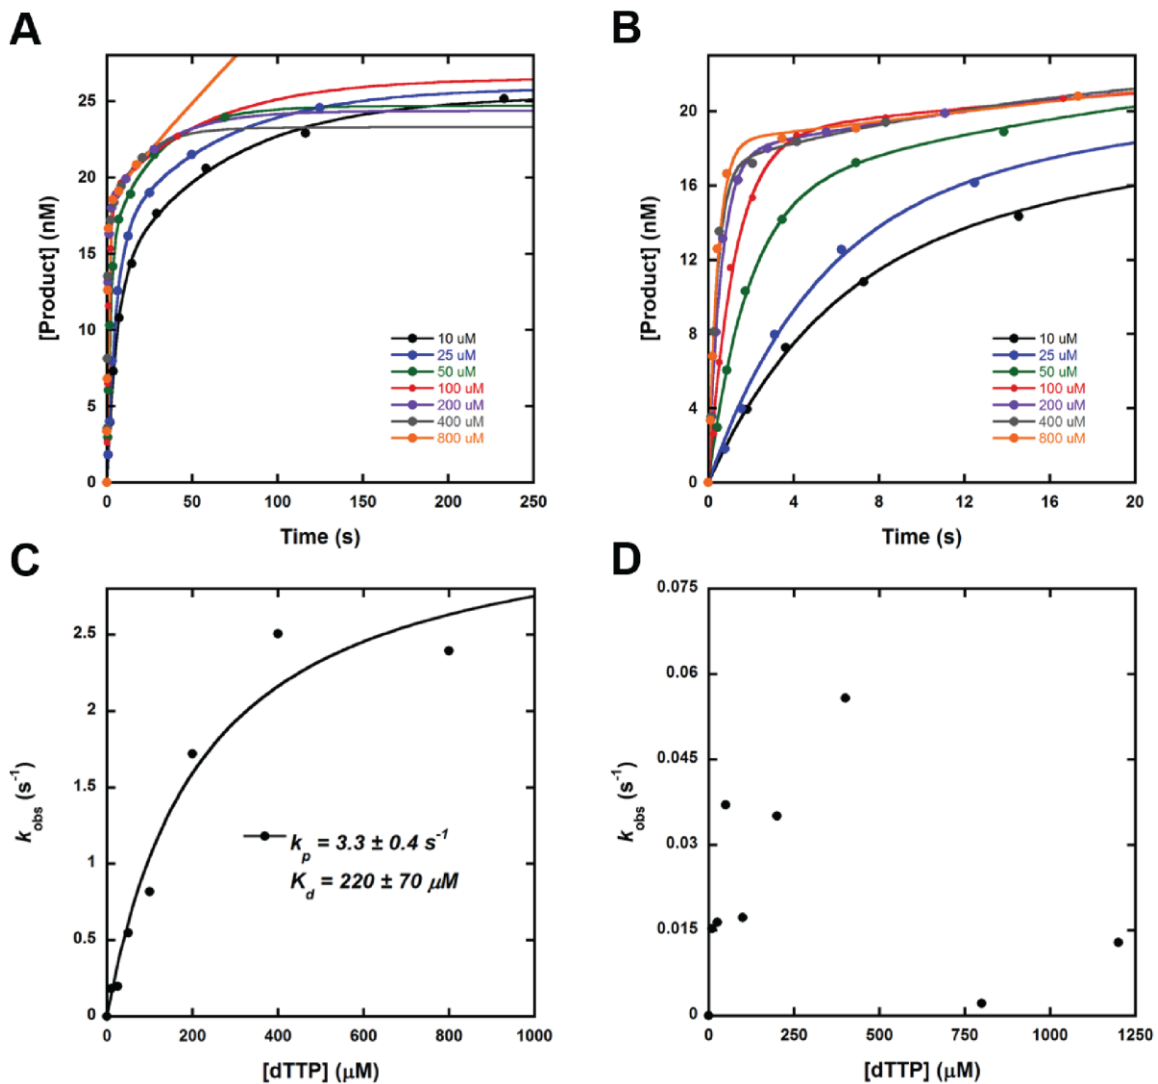 A
25
20
15
10
5
0
[Product] (nM)
10 uM
25 uM
50 uM
100 uM
200 uM
400 uM
800 uM
0
50
100
150
200
250
Time (s)
B
20
16
12
8
4
0
[Product] (nM)
10 uM
25 uM
50 uM
100 uM
200 uM
400 uM
800 uM
0
4
8
12
16
20
Time (s)
C
2.5
2
1.5
1
0.5
0
k_obs (s⁻¹)
k_p = 3.3 ± 0.4 s⁻¹
K_d = 220 ± 70 μM
0
200
400
600
800
1000
[dTTP] (μM)
D
0.075
0.06
0.045
0.03
0.015
0
k_obs (s⁻¹)
0
250
500
750
1000
1250
[dTTP] (μM)